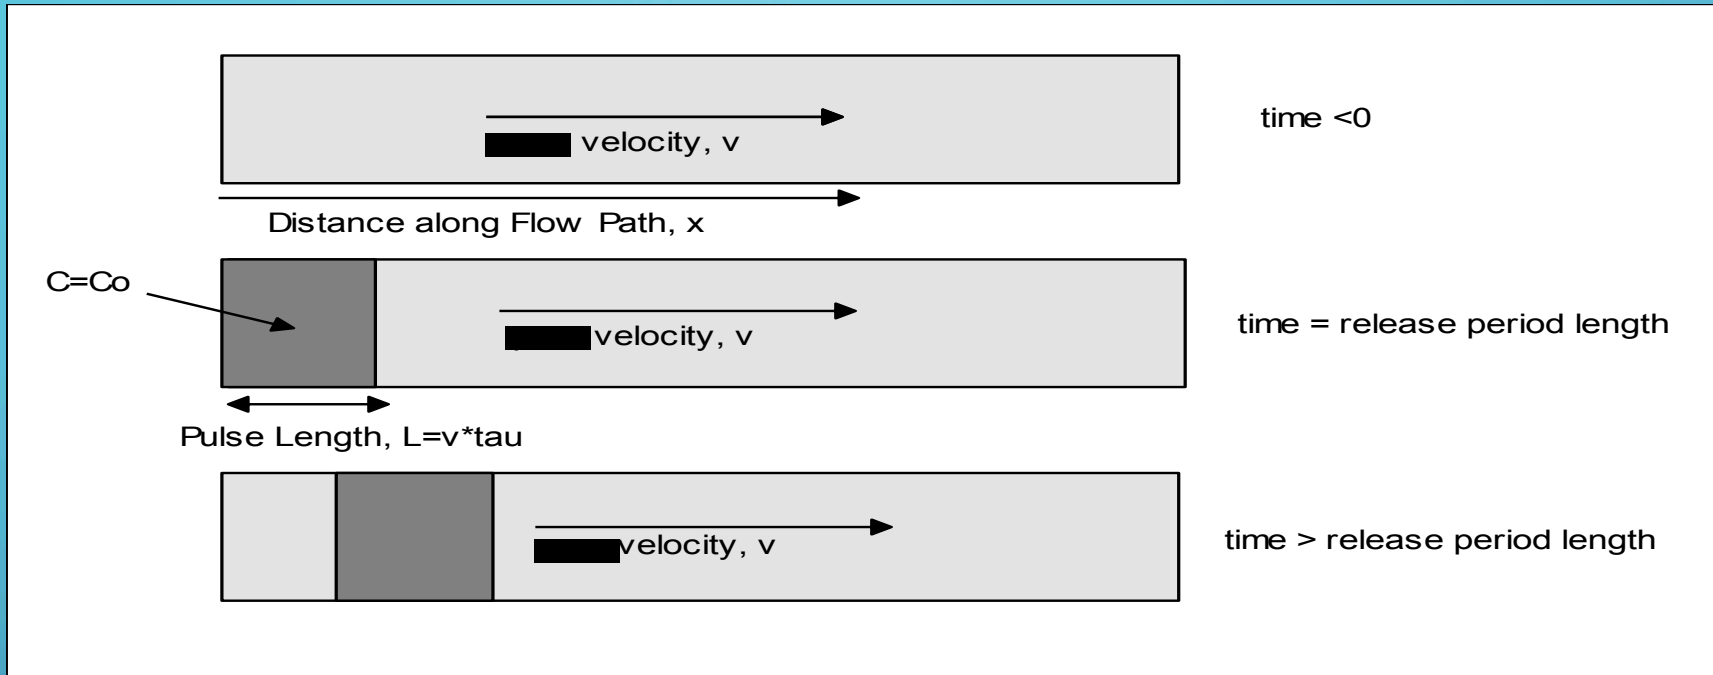 time <0
velocity, v
Distance along Flow Path, x
C=Co
time = release period length
velocity, v
Pulse Length, L=v*tau
velocity, v
time > release period length